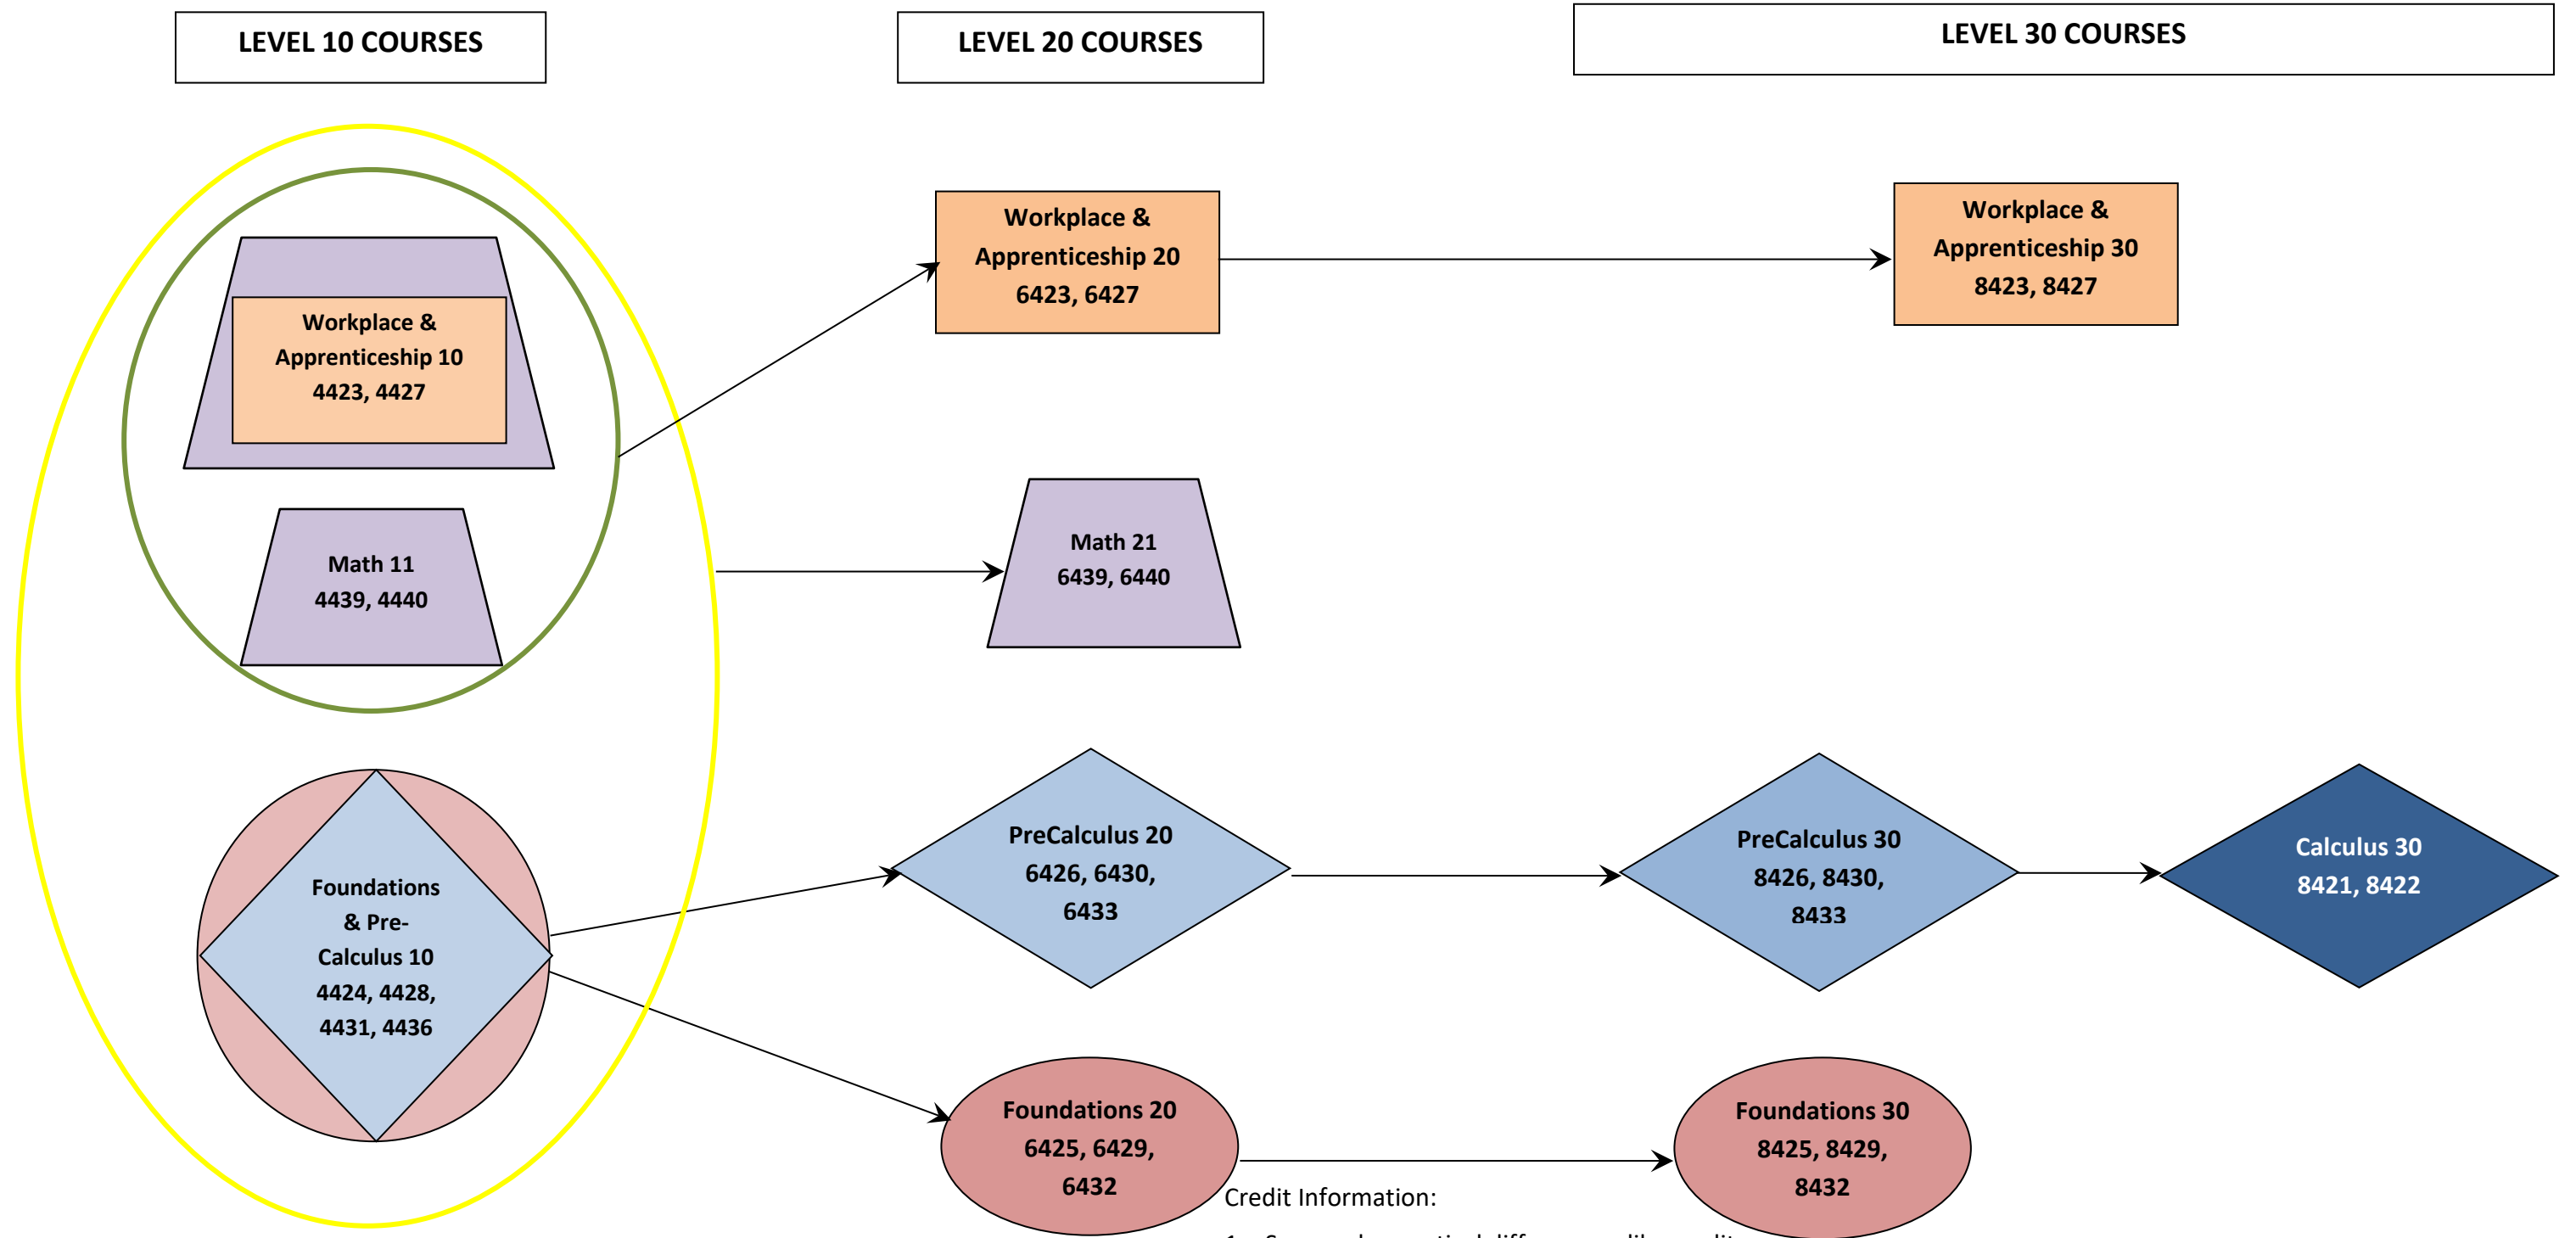 LEVEL 10 COURSES
LEVEL 20 COURSES
LEVEL 30 COURSES
Workplace &
Apprenticeship 10
4423, 4427
Workplace &
Apprenticeship 20
6423, 6427
Workplace &
Apprenticeship 30
8423, 8427
Math 11
4439, 4440
Math 21
6439, 6440
Foundations
& Pre-
Calculus 10
4424, 4428,
4431, 4436
PreCalculus 20
6426, 6430,
6433
PreCalculus 30
8426, 8430,
8433
Calculus 30
8421, 8422
Foundations 20
6425, 6429,
6432
Foundations 30
8425, 8429,
8432
Credit Information: